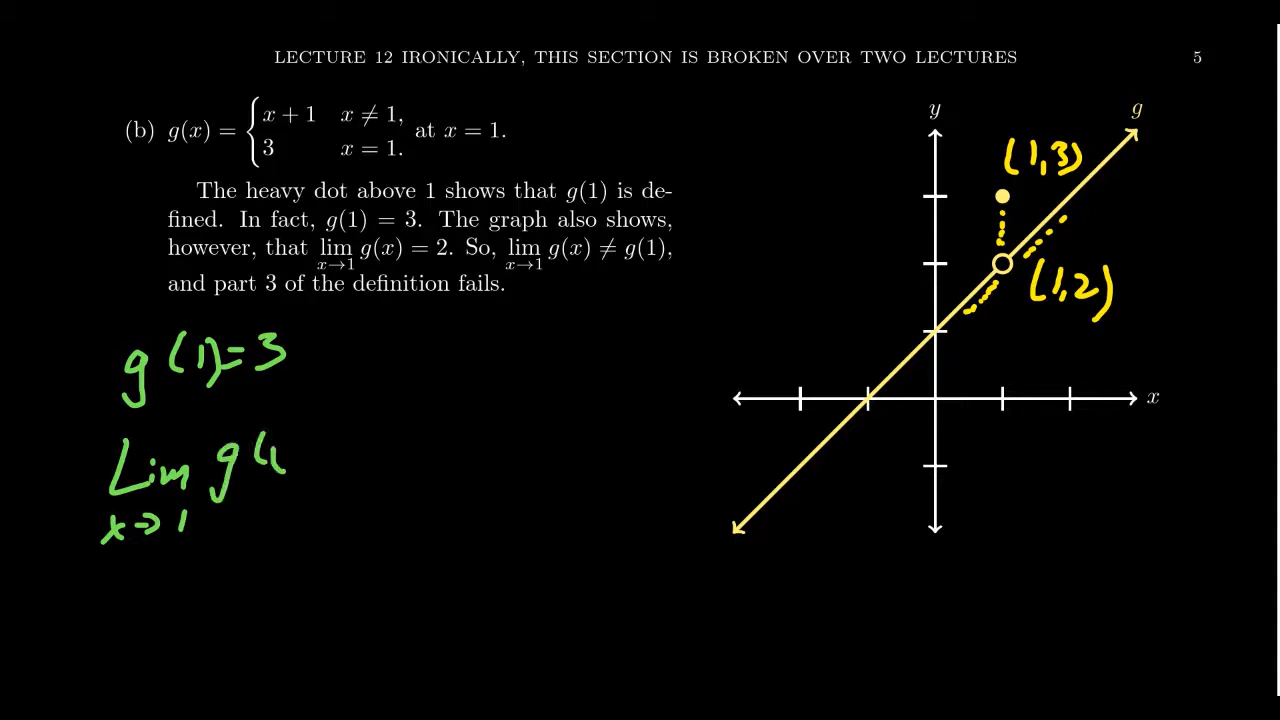 LECTURE 12 IRONICALLY, THIS SECTION IS BROKEN OVER TWO LECTURES 5
(b) g(x) = { x + 1 x ≠ 1,
3 x = 1.
at x = 1.
The heavy dot above 1 shows that g(1) is de-
fined. In fact, g(1) = 3. The graph also shows,
however, that lim x→1 g(x) = 2. So, lim x→1 g(x) ≠ g(1),
and part 3 of the definition fails.
g(1)=3
Lim g(
x→1
y
g
(1,3)
(1,2)
x